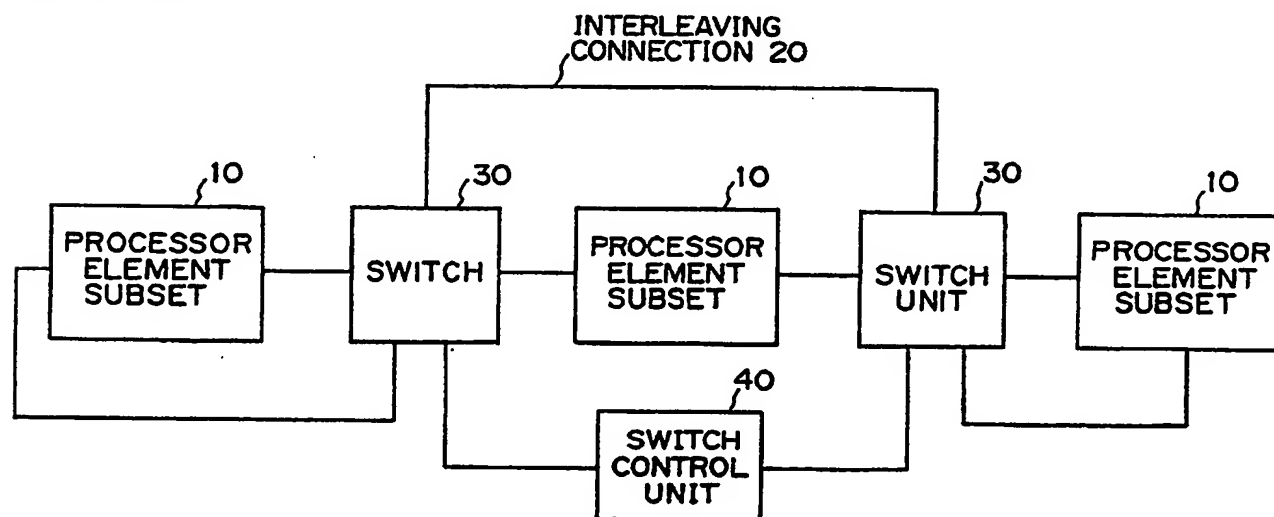 INTERLEAVING
CONNECTION 20
10
30
10
30
10
PROCESSOR
ELEMENT
SUBSET
SWITCH
PROCESSOR
ELEMENT
SUBSET
SWITCH
UNIT
PROCESSOR
ELEMENT
SUBSET
40
SWITCH
CONTROL
UNIT